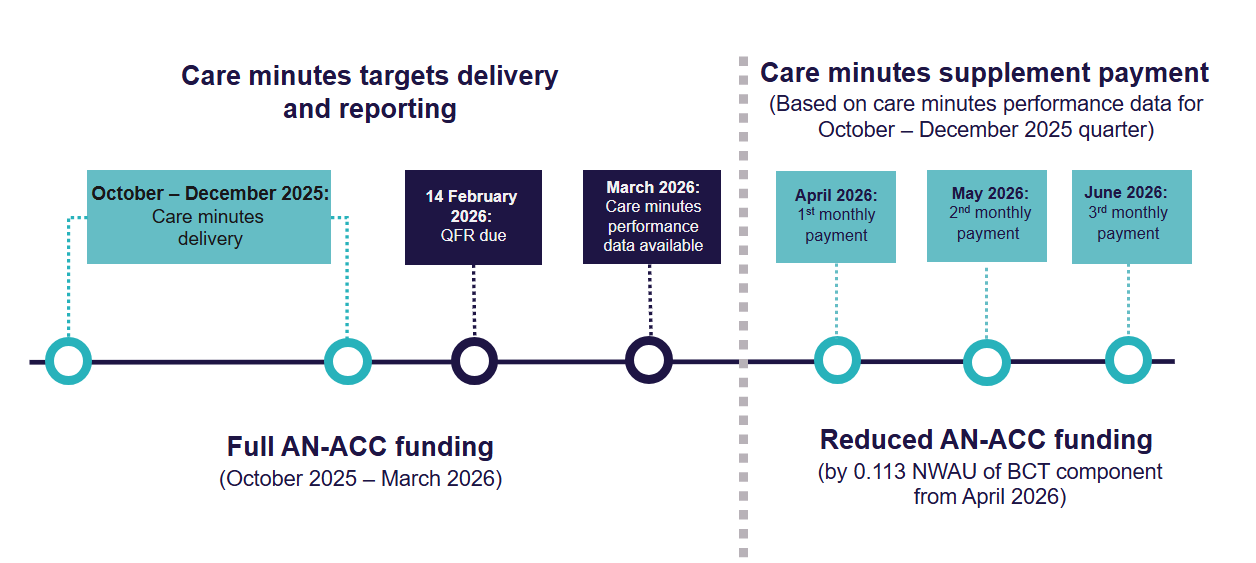 Care minutes targets delivery
and reporting
October – December 2025:
Care minutes
delivery
14 February
2026:
QFR due
March 2026:
Care minutes
performance
data available
Full AN-ACC funding
(October 2025 – March 2026)
Care minutes supplement payment
(Based on care minutes performance data for
October – December 2025 quarter)
April 2026:
1st monthly
payment
May 2026:
2nd monthly
payment
June 2026:
3rd monthly
payment
Reduced AN-ACC funding
(by 0.113 NWAU of BCT component
from April 2026)